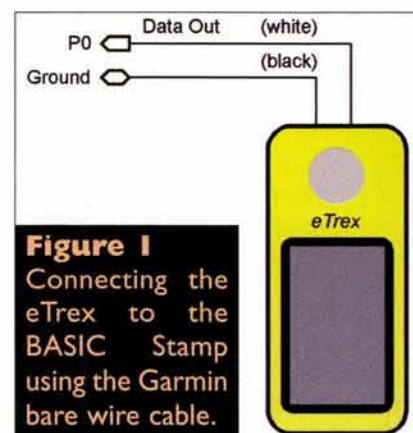 P0 Data Out (white)
Ground (black)
eTrex
Figure 1
Connecting the
eTrex to the
BASIC Stamp
using the Garmin
bare wire cable.